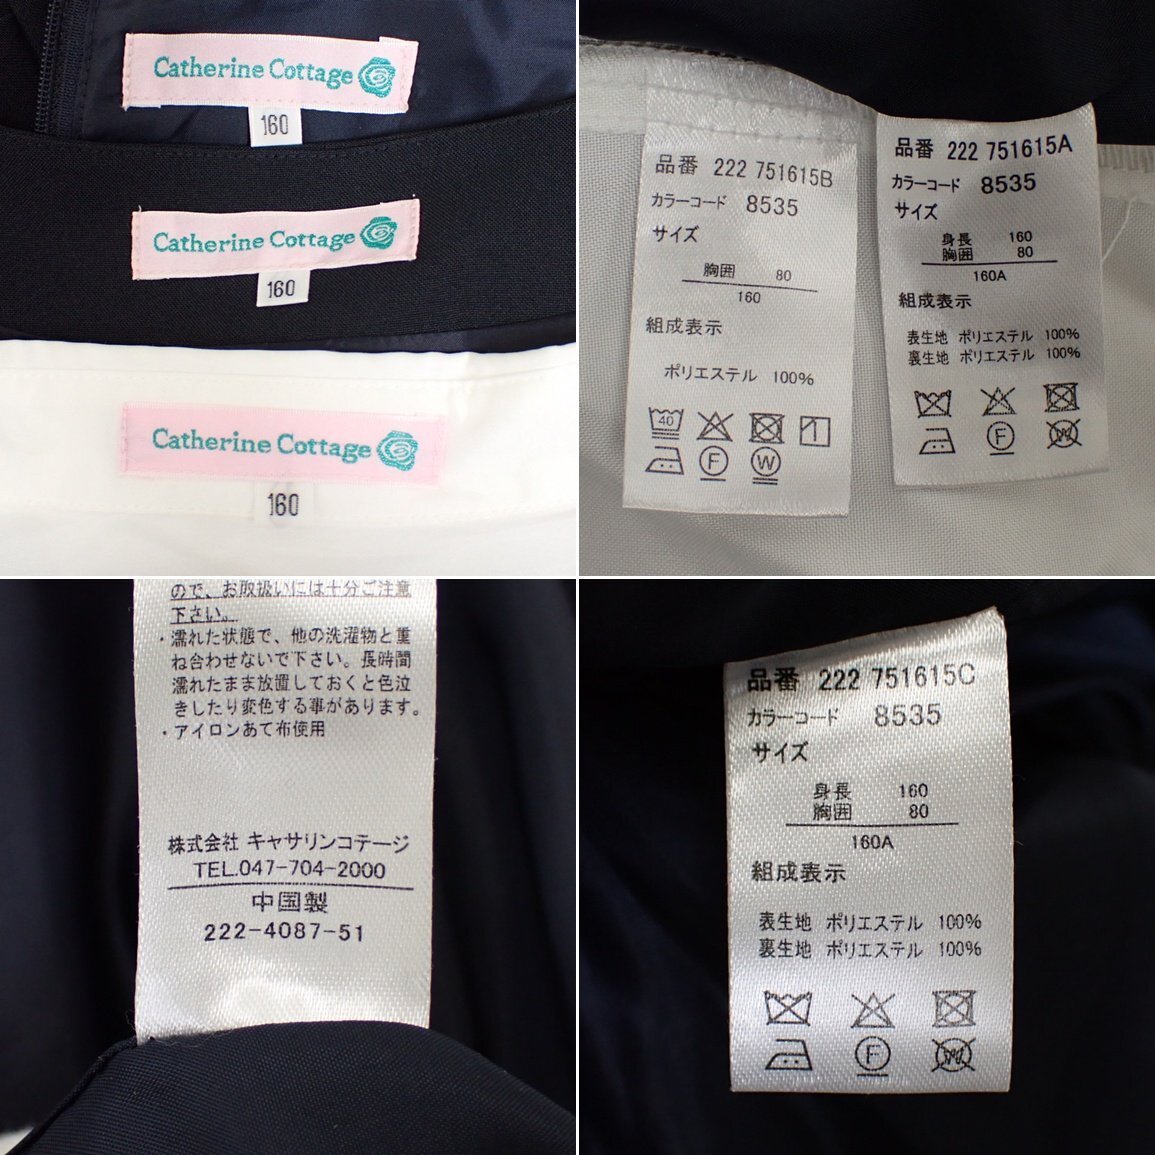 Catherine Cottage
160
Catherine Cottage
160
Catherine Cottage
160
品番 222 751615B
カラーコード 8535
サイズ
胸囲 80
160
組成表示
ポリエステル 100%
40
F
W
品番 222 751615A
カラーコード 8535
サイズ
身長 160
胸囲 80
160A
組成表示
表生地 ポリエステル 100%
裏生地 ポリエステル 100%
F
W
ので、お取扱いには十分ご注意
下さい。
・濡れた状態で、他の洗濯物と重
ね合わせないで下さい。長時間
濡れたまま放置しておくと色泣
きしたり変色する事があります。
・アイロンあて布使用
株式会社 キャサリンコテージ
TEL.047-704-2000
中国製
222-4087-51
品番 222 751615C
カラーコード 8535
サイズ
身長 160
胸囲 80
160A
組成表示
表生地 ポリエステル 100%
裏生地 ポリエステル 100%
F
W